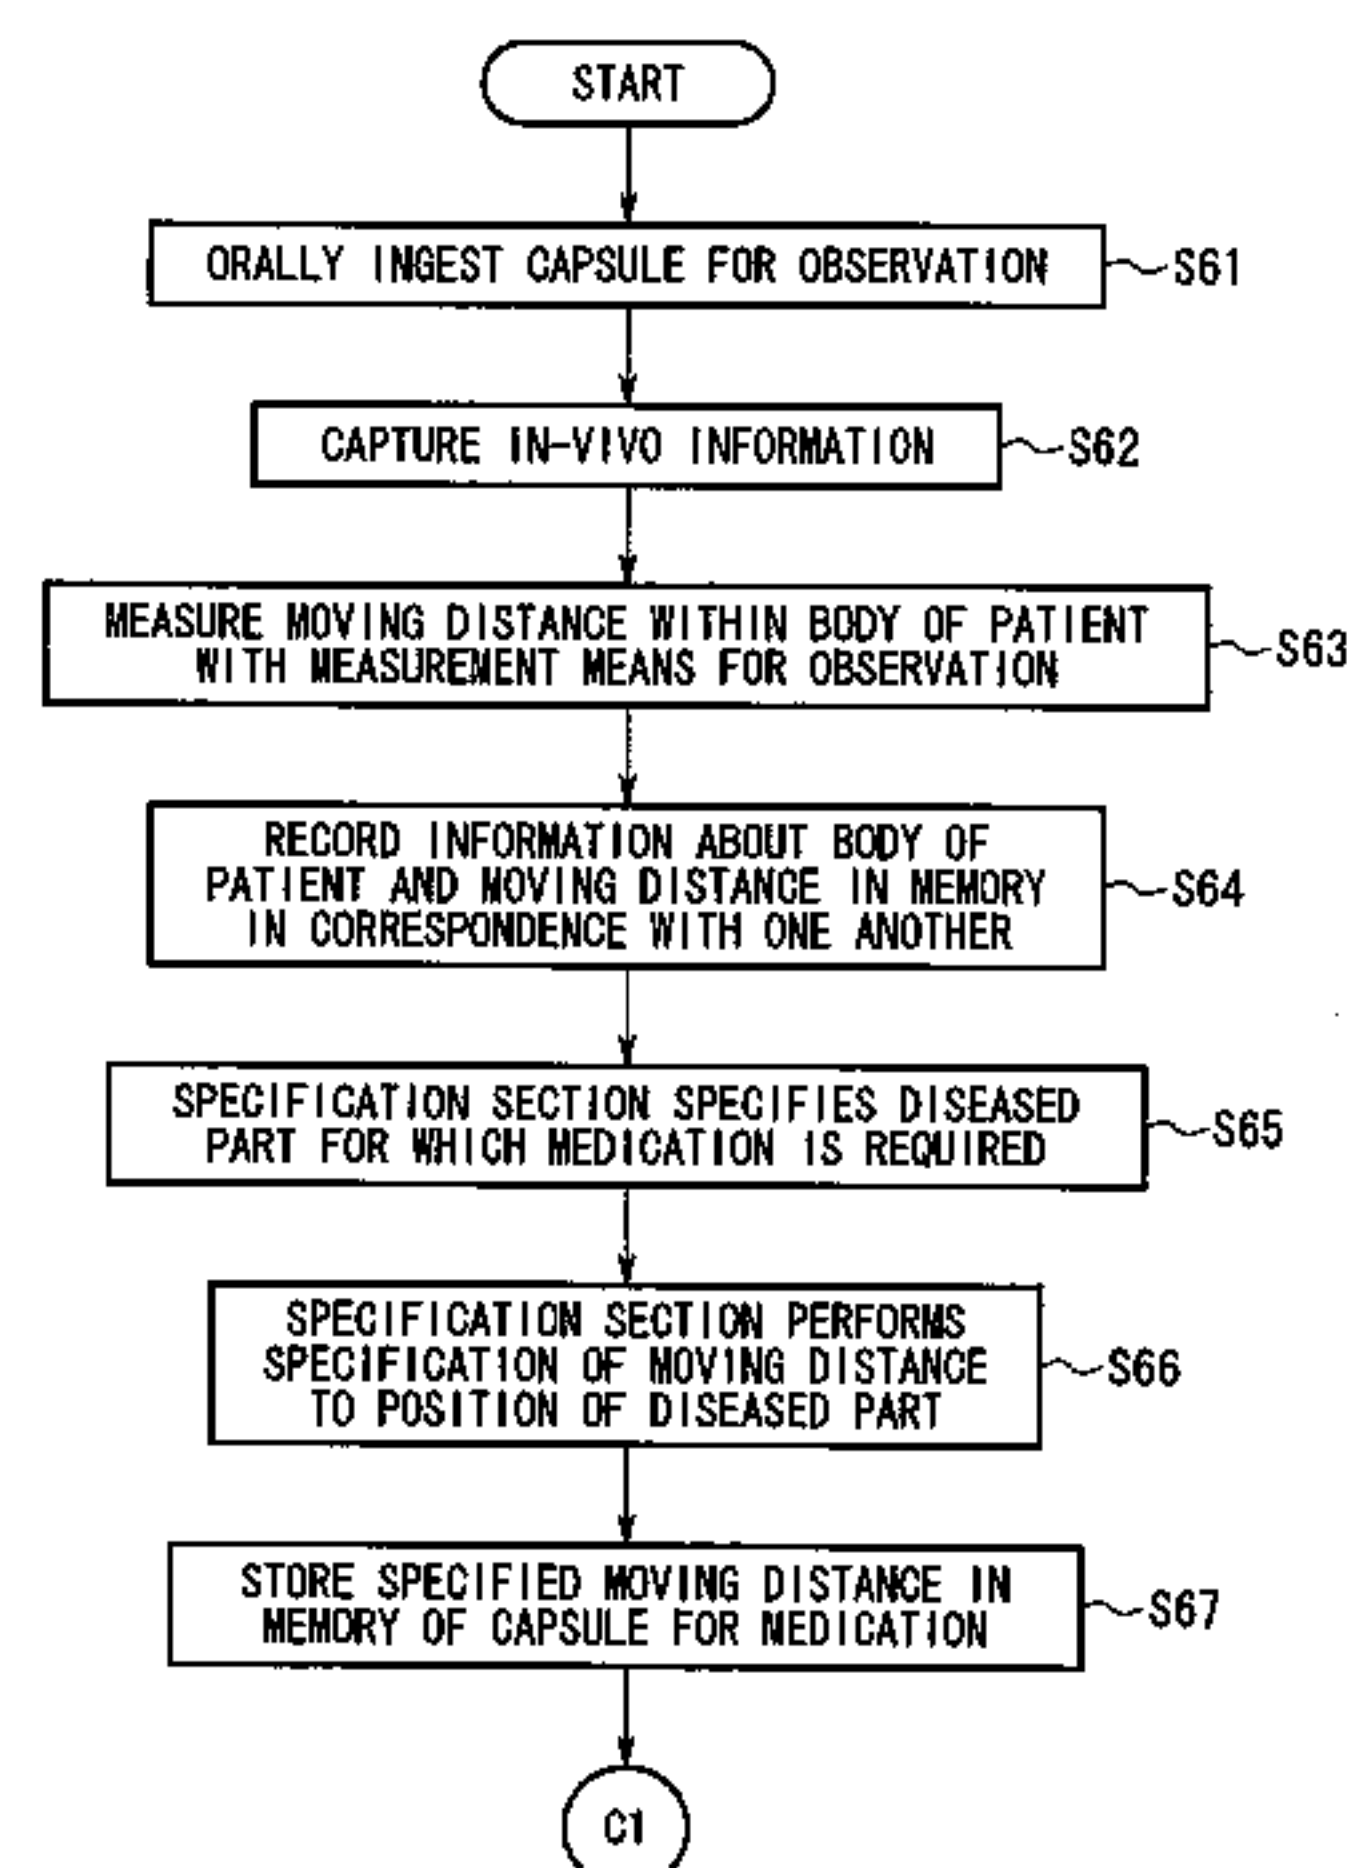 START
ORALLY INGEST CAPSULE FOR OBSERVATION
S61
CAPTURE IN-VIVO INFORMATION
S62
MEASURE MOVING DISTANCE WITHIN BODY OF PATIENT
WITH MEASUREMENT MEANS FOR OBSERVATION
S63
RECORD INFORMATION ABOUT BODY OF
PATIENT AND MOVING DISTANCE IN MEMORY
IN CORRESPONDENCE WITH ONE ANOTHER
S64
SPECIFICATION SECTION SPECIFIES DISEASED
PART FOR WHICH MEDICATION IS REQUIRED
S65
SPECIFICATION SECTION PERFORMS
SPECIFICATION OF MOVING DISTANCE
TO POSITION OF DISEASED PART
S66
STORE SPECIFIED MOVING DISTANCE IN
MEMORY OF CAPSULE FOR MEDICATION
S67
C1